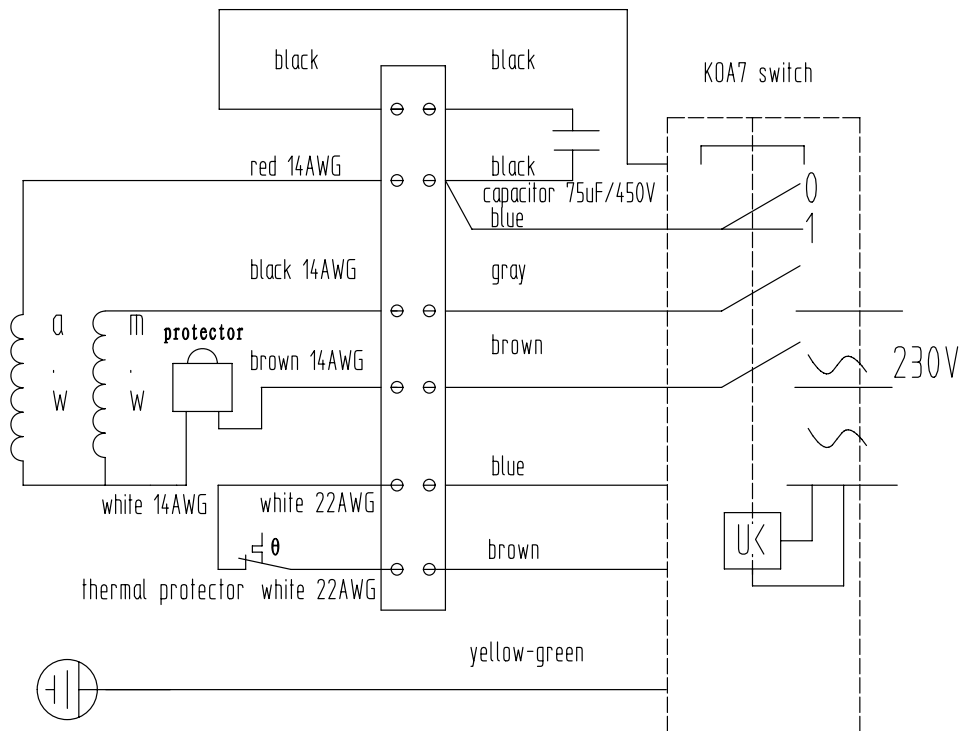 black
black
KOA7 switch
red 14AWG
black
capacitor 75uF/450V
0
blue
1
black 14AWG
gray
a.w
m.w
protector
brown 14AWG
brown
230V
white 14AWG
white 22AWG
blue
U<
θ
brown
thermal protector
white 22AWG
yellow-green